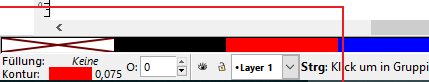 Füllung: Keine O: 0 •Layer 1 Strg: Klick um in Gruppi
Kontur: 0,075